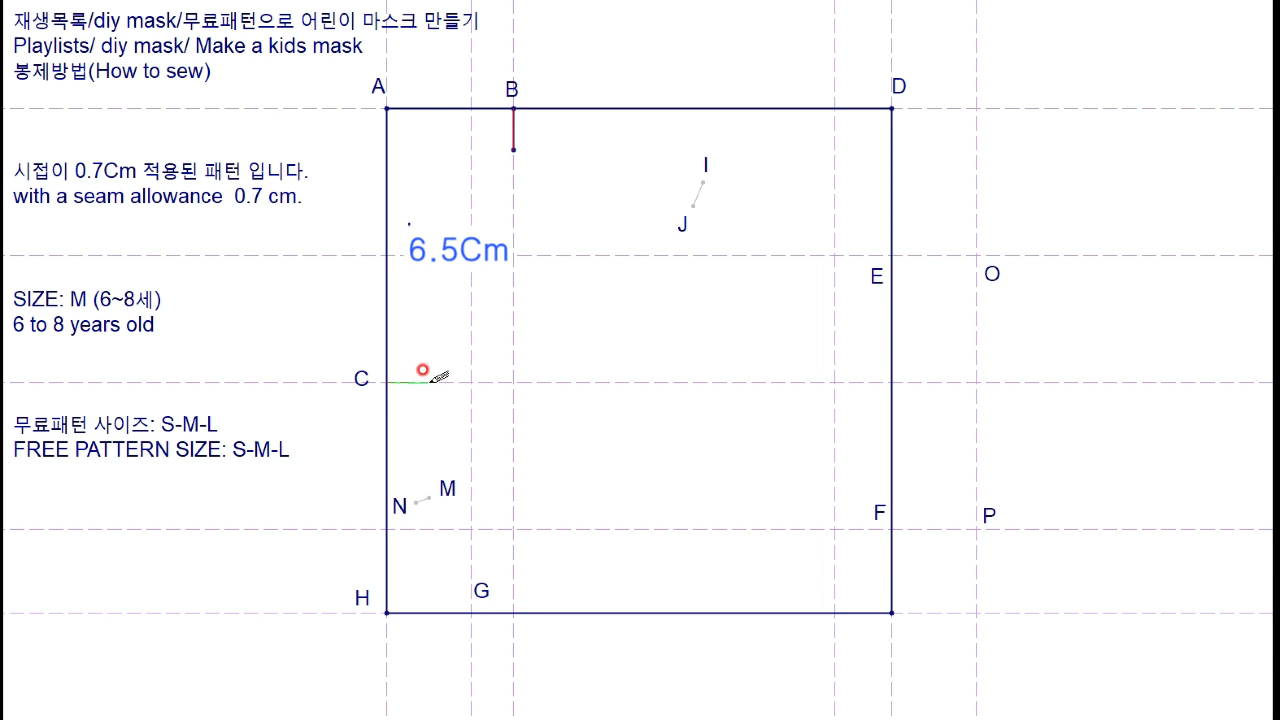 재생목록/diy mask/무료패턴으로 어린이 마스크 만들기
Playlists/ diy mask/ Make a kids mask
봉제방법(How to sew)
A
B
D
시접이 0.7Cm 적용된 패턴 입니다.
with a seam allowance  0.7 cm.
I
J
6.5Cm
E
O
SIZE: M (6~8세)
6 to 8 years old
C
무료패턴 사이즈: S-M-L
FREE PATTERN SIZE: S-M-L
N
M
F
P
H
G